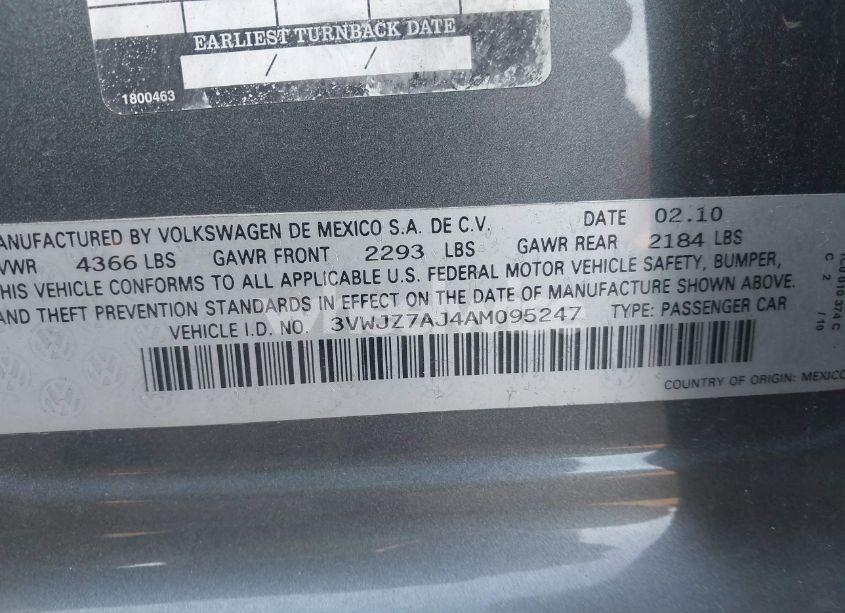 EARLIEST TURNBACK DATE
/ /
1800463
ANUFACTURED BY VOLKSWAGEN DE MEXICO S.A. DE C.V. DATE 02.10
VWR 4366 LBS GAWR FRONT 2293 LBS GAWR REAR 2184 LBS
HIS VEHICLE CONFORMS TO ALL APPLICABLE U.S. FEDERAL MOTOR VEHICLE SAFETY, BUMPER,
AND THEFT PREVENTION STANDARDS IN EFFECT ON THE DATE OF MANUFACTURE SHOWN ABOVE.
VEHICLE I.D. NO. 3VWJZ7AJ4AM095247 TYPE: PASSENGER CAR
COUNTRY OF ORIGIN: MEXICO
C 2 /10